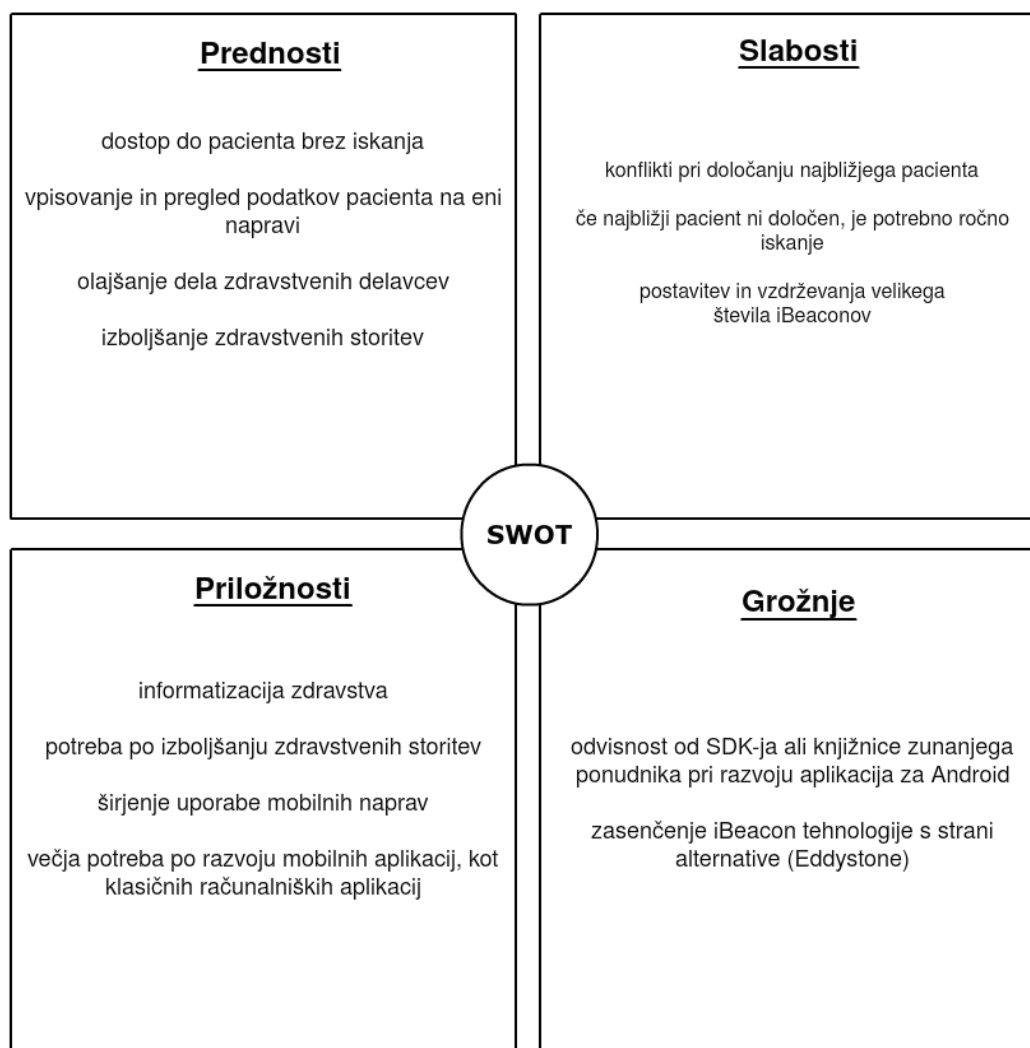 Prednosti
dostop do pacienta brez iskanja
vpisovanje in pregled podatkov pacienta na eni
napravi
olajšanje dela zdravstvenih delavcev
izboljšanje zdravstvenih storitev
Slabosti
konflikti pri določanju najbližjega pacienta
če najbližji pacient ni določen, je potrebno ročno
iskanje
postavitev in vzdrževanja velikega
števila iBeaconov
SWOT
Priložnosti
informatizacija zdravstva
potreba po izboljšanju zdravstvenih storitev
širjenje uporabe mobilnih naprav
večja potreba po razvoju mobilnih aplikacij, kot
klasičnih računalniških aplikacij
Grožnje
odvisnost od SDK-ja ali knjižnice zunanjega
ponudnika pri razvoju aplikacija za Android
zasenčenje iBeacon tehnologije s strani
alternative (Eddystone)